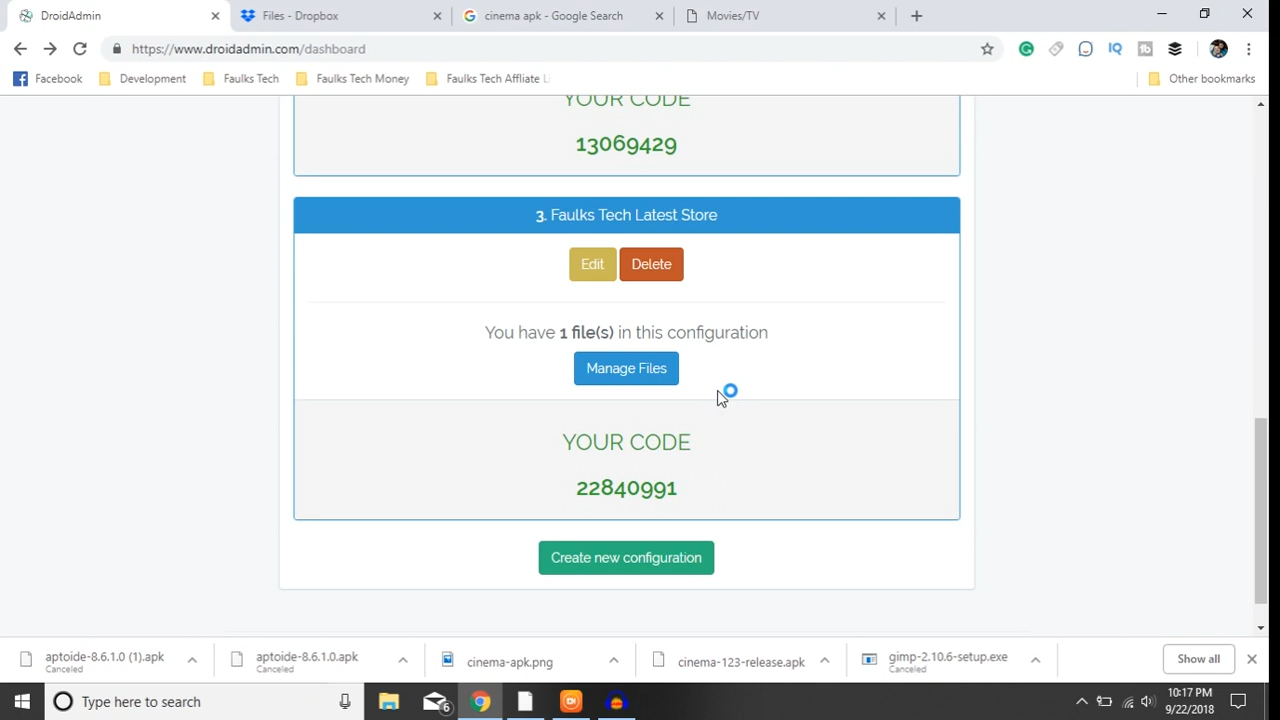 DroidAdmin
Files - Dropbox
cinema apk - Google Search
Movies/TV
https://www.droidadmin.com/dashboard
Facebook
Development
Faulks Tech
Faulks Tech Money
Faulks Tech Affliate Li
Other bookmarks
YOUR CODE
13069429
3. Faulks Tech Latest Store
Edit
Delete
You have 1 file(s) in this configuration
Manage Files
YOUR CODE
22840991
Create new configuration
aptoide-8.6.1.0 (1).apk
Canceled
aptoide-8.6.1.0.apk
Canceled
cinema-apk.png
cinema-123-release.apk
gimp-2.10.6-setup.exe
Canceled
Show all
Type here to search
6
10:17 PM
9/22/2018